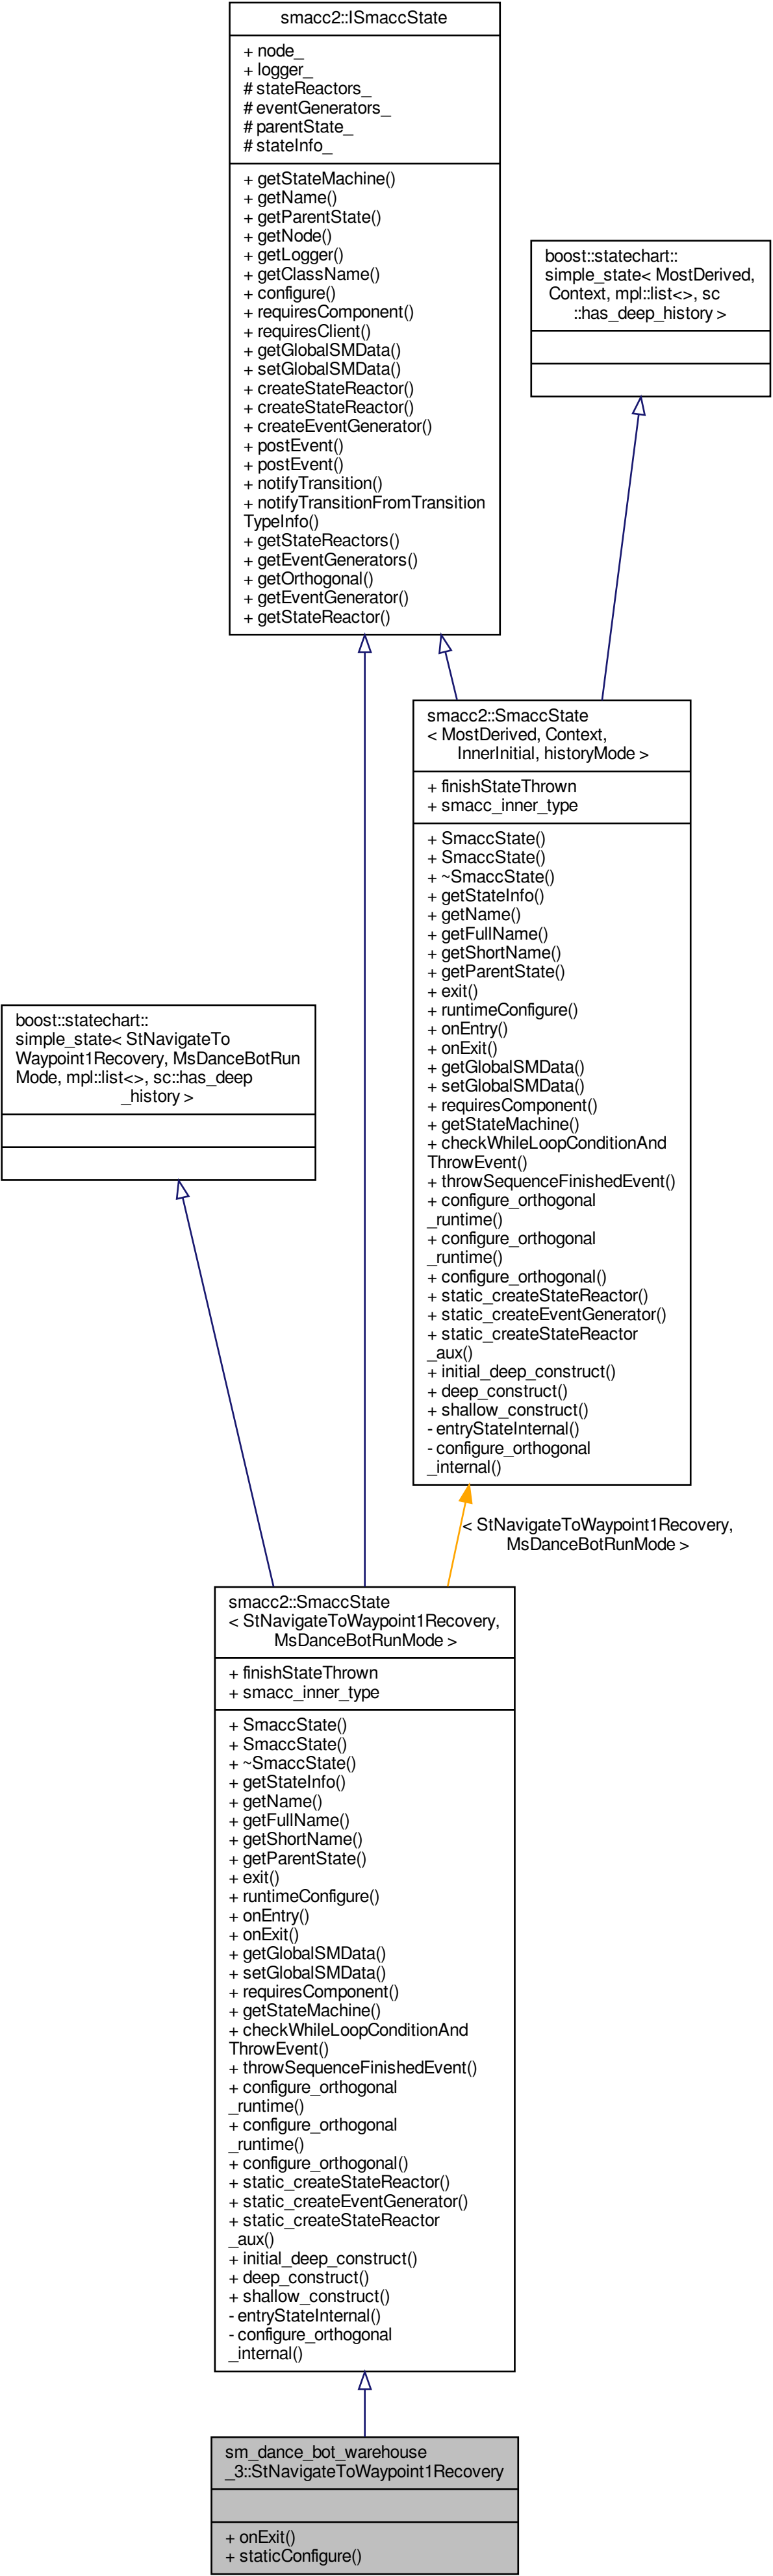 smacc2::ISmaccState
+ node_
+ logger_
# stateReactors_
# eventGenerators_
# parentState_
# stateInfo_
+ getStateMachine()
+ getName()
+ getParentState()
+ getNode()
+ getLogger()
+ getClassName()
+ configure()
+ requiresComponent()
+ requiresClient()
+ getGlobalSMData()
+ setGlobalSMData()
+ createStateReactor()
+ createStateReactor()
+ createEventGenerator()
+ postEvent()
+ postEvent()
+ notifyTransition()
+ notifyTransitionFromTransition
TypeInfo()
+ getStateReactors()
+ getEventGenerators()
+ getOrthogonal()
+ getEventGenerator()
+ getStateReactor()
boost::statechart::
simple_state< MostDerived,
Context, mpl::list<>, sc
::has_deep_history >
smacc2::SmaccState
< MostDerived, Context,
InnerInitial, historyMode >
+ finishStateThrown
+ smacc_inner_type
+ SmaccState()
+ SmaccState()
+ ~SmaccState()
+ getStateInfo()
+ getName()
+ getFullName()
+ getShortName()
+ getParentState()
+ exit()
+ runtimeConfigure()
+ onEntry()
+ onExit()
+ getGlobalSMData()
+ setGlobalSMData()
+ requiresComponent()
+ getStateMachine()
+ checkWhileLoopConditionAnd
ThrowEvent()
+ throwSequenceFinishedEvent()
+ configure_orthogonal
_runtime()
+ configure_orthogonal
_runtime()
+ configure_orthogonal()
+ static_createStateReactor()
+ static_createEventGenerator()
+ static_createStateReactor
_aux()
+ initial_deep_construct()
+ deep_construct()
+ shallow_construct()
- entryStateInternal()
- configure_orthogonal
_internal()
boost::statechart::
simple_state< StNavigateTo
Waypoint1Recovery, MsDanceBotRun
Mode, mpl::list<>, sc::has_deep
_history >
< StNavigateToWaypoint1Recovery,
MsDanceBotRunMode >
smacc2::SmaccState
< StNavigateToWaypoint1Recovery,
MsDanceBotRunMode >
+ finishStateThrown
+ smacc_inner_type
+ SmaccState()
+ SmaccState()
+ ~SmaccState()
+ getStateInfo()
+ getName()
+ getFullName()
+ getShortName()
+ getParentState()
+ exit()
+ runtimeConfigure()
+ onEntry()
+ onExit()
+ getGlobalSMData()
+ setGlobalSMData()
+ requiresComponent()
+ getStateMachine()
+ checkWhileLoopConditionAnd
ThrowEvent()
+ throwSequenceFinishedEvent()
+ configure_orthogonal
_runtime()
+ configure_orthogonal
_runtime()
+ configure_orthogonal()
+ static_createStateReactor()
+ static_createEventGenerator()
+ static_createStateReactor
_aux()
+ initial_deep_construct()
+ deep_construct()
+ shallow_construct()
- entryStateInternal()
- configure_orthogonal
_internal()
sm_dance_bot_warehouse
_3::StNavigateToWaypoint1Recovery
+ onExit()
+ staticConfigure()